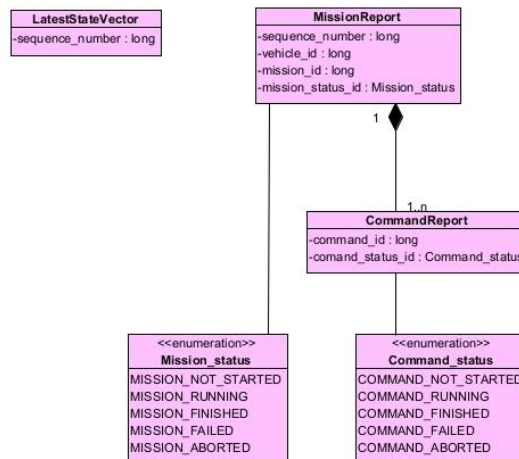 LatestStateVector
-sequence_number : long
MissionReport
-sequence_number : long
-vehicle_id : long
-mission_id : long
-mission_status_id : Mission_status
1
1..n
CommandReport
-command_id : long
-comand_status_id : Command_status
<<enumeration>>
Mission_status
MISSION_NOT_STARTED
MISSION_RUNNING
MISSION_FINISHED
MISSION_FAILED
MISSION_ABORTED
<<enumeration>>
Command_status
COMMAND_NOT_STARTED
COMMAND_RUNNING
COMMAND_FINISHED
COMMAND_FAILED
COMMAND_ABORTED